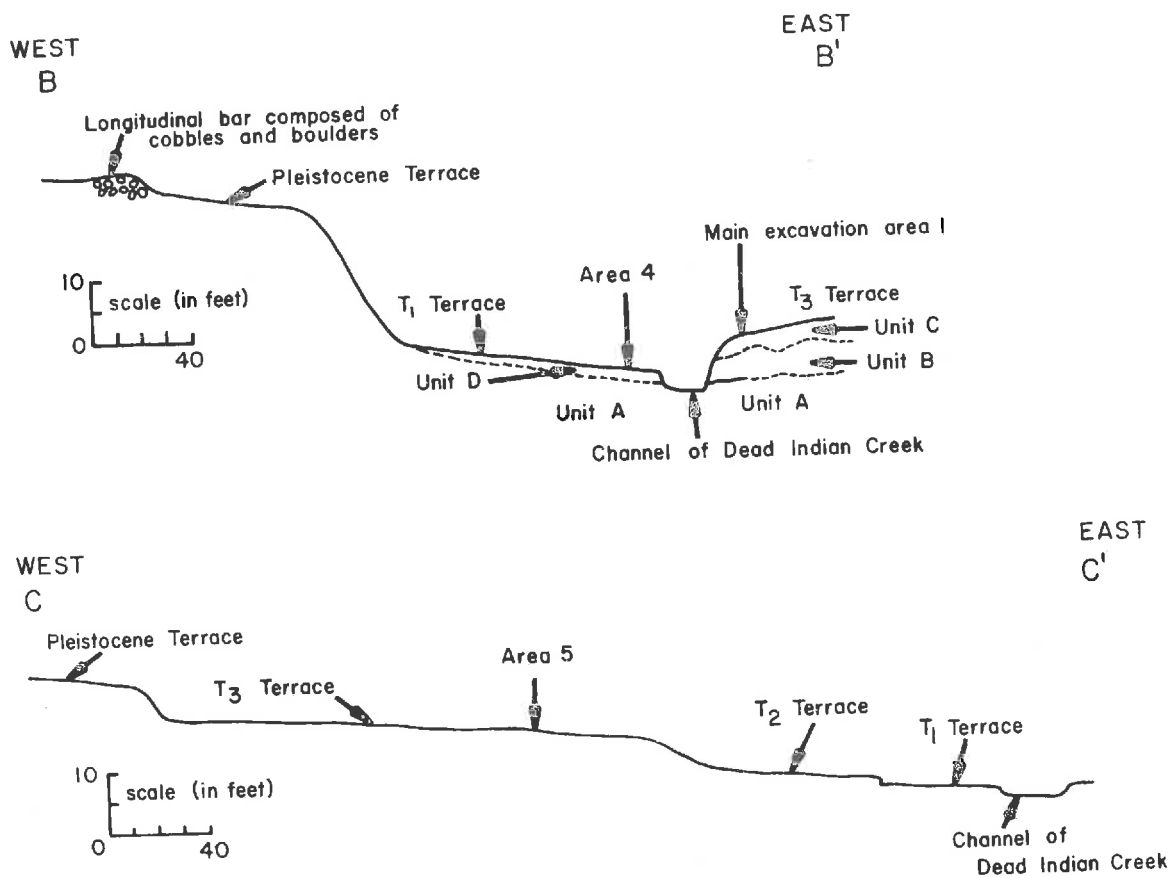 WEST
B
EAST
B'
Longitudinal bar composed of
cobbles and boulders
Pleistocene Terrace
Main excavation area 1
Area 4
T3 Terrace
10
scale (in feet)
0
40
T1 Terrace
Unit C
Unit D
Unit B
Unit A
Unit A
Channel of Dead Indian Creek
WEST
C
EAST
C'
Pleistocene Terrace
Area 5
T3 Terrace
T2 Terrace
T1 Terrace
10
scale (in feet)
0
40
Channel of
Dead Indian Creek